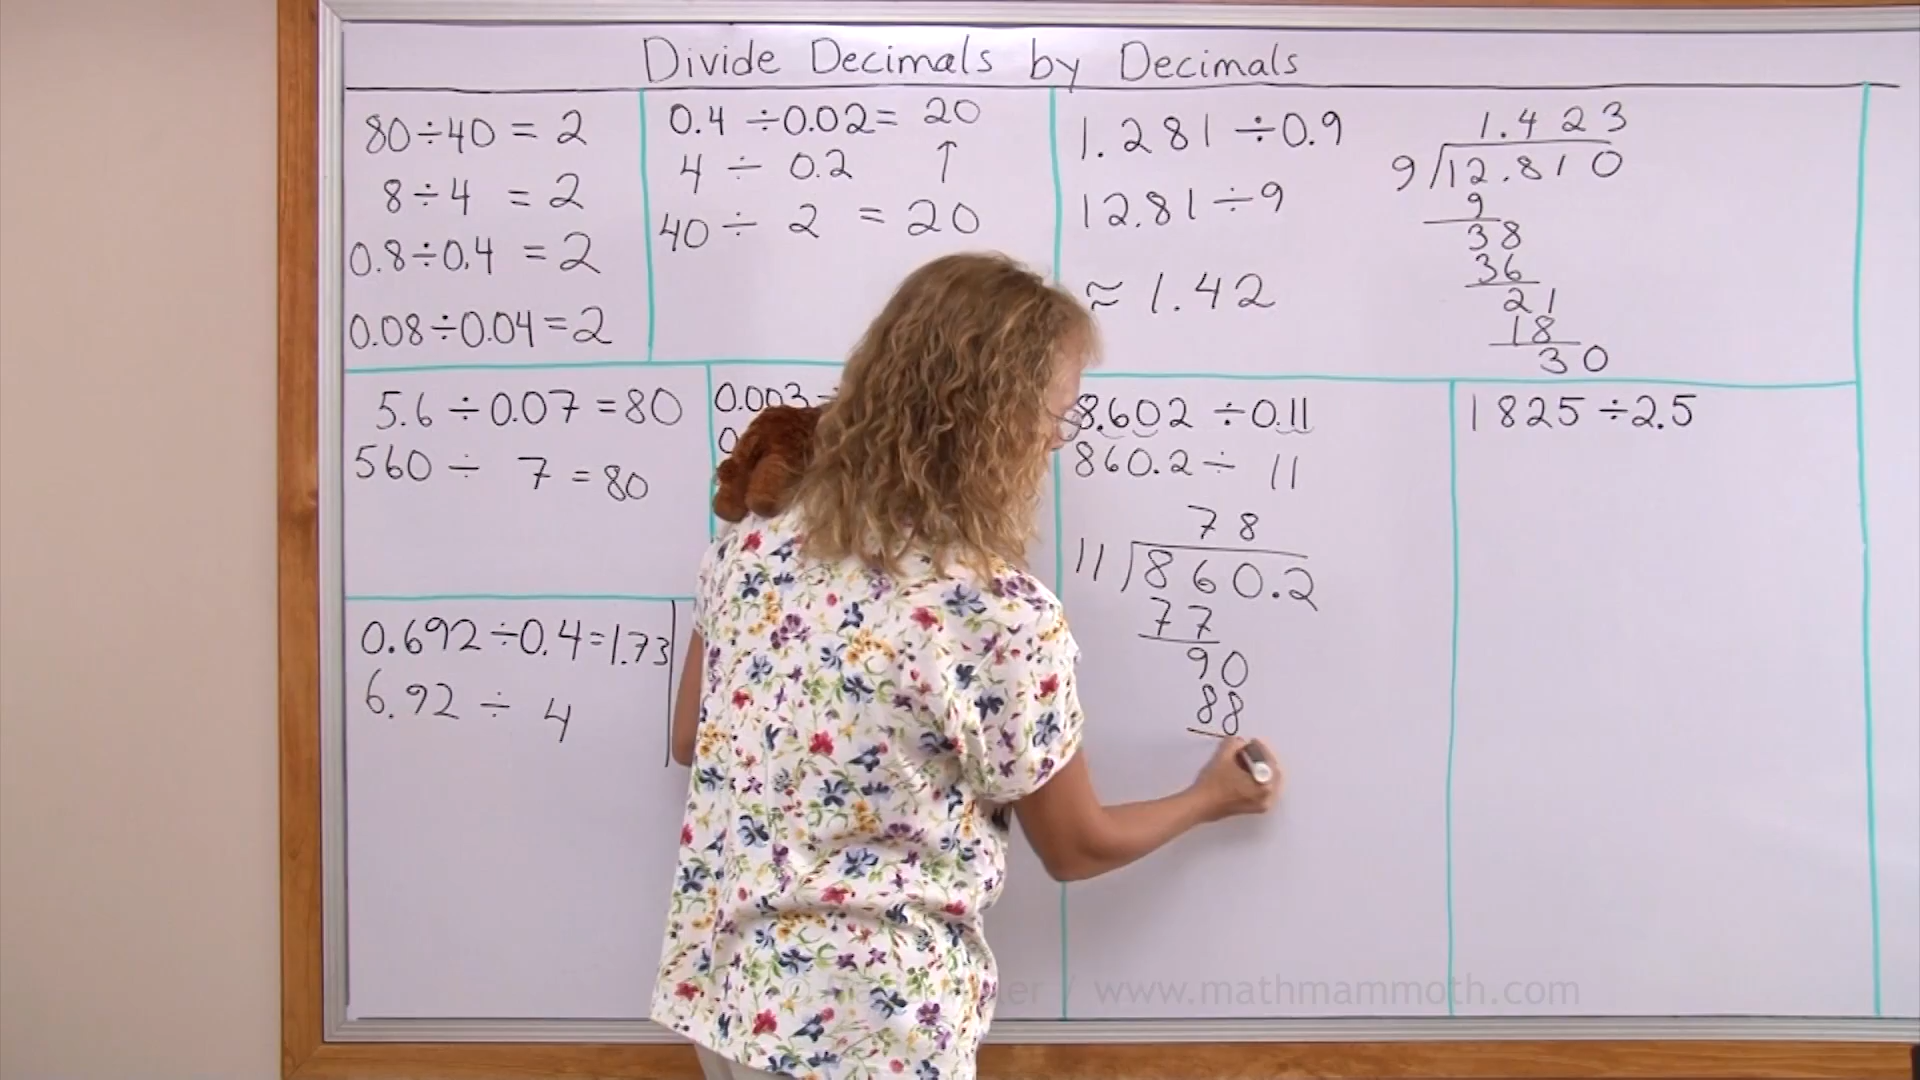 Divide Decimals by Decimals
80÷40 = 2
8÷4 = 2
0.8÷0.4 = 2
0.08÷0.04=2
0.4 ÷0.02= 20
4 ÷ 0.2 ↑
40 ÷ 2 = 20
1.281 ÷0.9
12.81÷9
≈ 1.42
1.423
9 12.810
9
38
36
21
18
30
5.6 ÷0.07 =80
560 ÷ 7 =80
0.003
0.692÷0.4=1.73
6.92 ÷ 4
8.602 ÷0.11
860.2÷ 11
78
11 860.2
77
90
88
1825 ÷2.5
/ www.mathmammoth.com